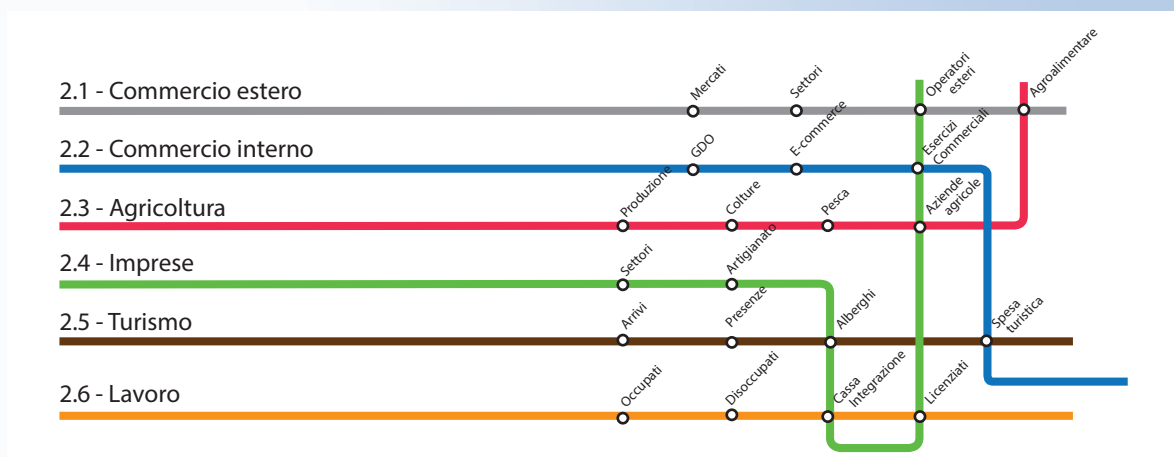 2.1 - Commercio estero
Mercati
Settori
Operatori
esteri
Agroalimentare
2.2 - Commercio interno
GDO
E-commerce
Esercizi
Commerciali
2.3 - Agricoltura
Produzione
Colture
Pesca
Aziende
agricole
2.4 - Imprese
Settori
Artigianato
2.5 - Turismo
Arrivi
Presenze
Alberghi
Spesa
turistica
2.6 - Lavoro
Occupati
Disoccupati
Cassa
Integrazione
Licenziati